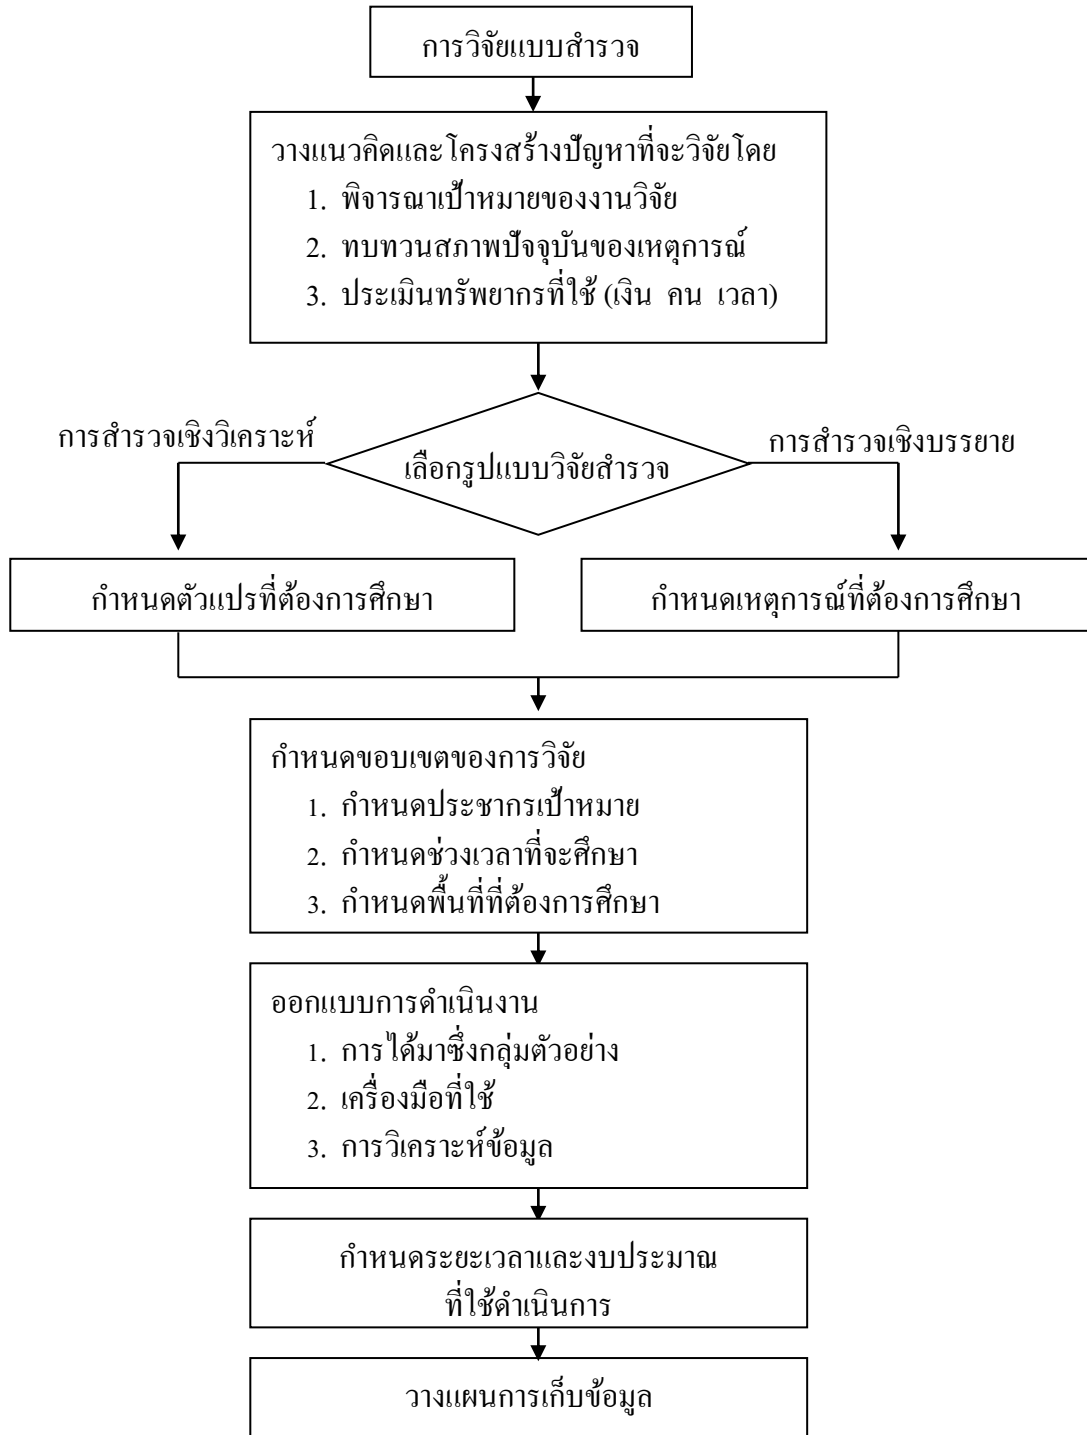 การวิจัยแบบสำรวจ
วางแนวคิดและโครงสร้างปัญหาที่จะวิจัยโดย
1. พิจารณาเป้าหมายของงานวิจัย
2. ทบทวนสภาพปัจจุบันของเหตุการณ์
3. ประเมินทรัพยากรที่ใช้ (เงิน คน เวลา)
การสำรวจเชิงวิเคราะห์
การสำรวจเชิงบรรยาย
เลือกรูปแบบวิจัยสำรวจ
กำหนดตัวแปรที่ต้องการศึกษา
กำหนดเหตุการณ์ที่ต้องการศึกษา
กำหนดขอบเขตของการวิจัย
1. กำหนดประชากรเป้าหมาย
2. กำหนดช่วงเวลาที่จะศึกษา
3. กำหนดพื้นที่ที่ต้องการศึกษา
ออกแบบการดำเนินงาน
1. การได้มาซึ่งกลุ่มตัวอย่าง
2. เครื่องมือที่ใช้
3. การวิเคราะห์ข้อมูล
กำหนดระยะเวลาและงบประมาณ
ที่ใช้ดำเนินการ
วางแผนการเก็บข้อมูล